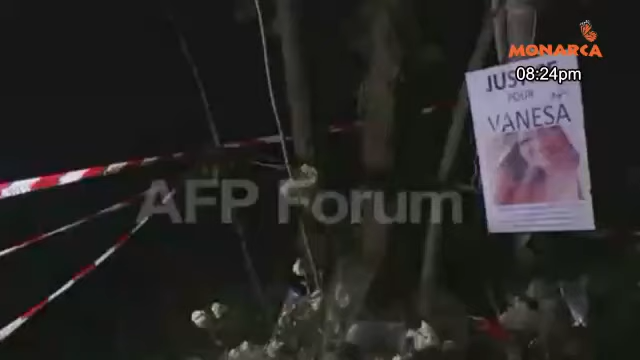 MONARCA
08:24pm
JUSTICE
POUR
VANESA
AFP Forum